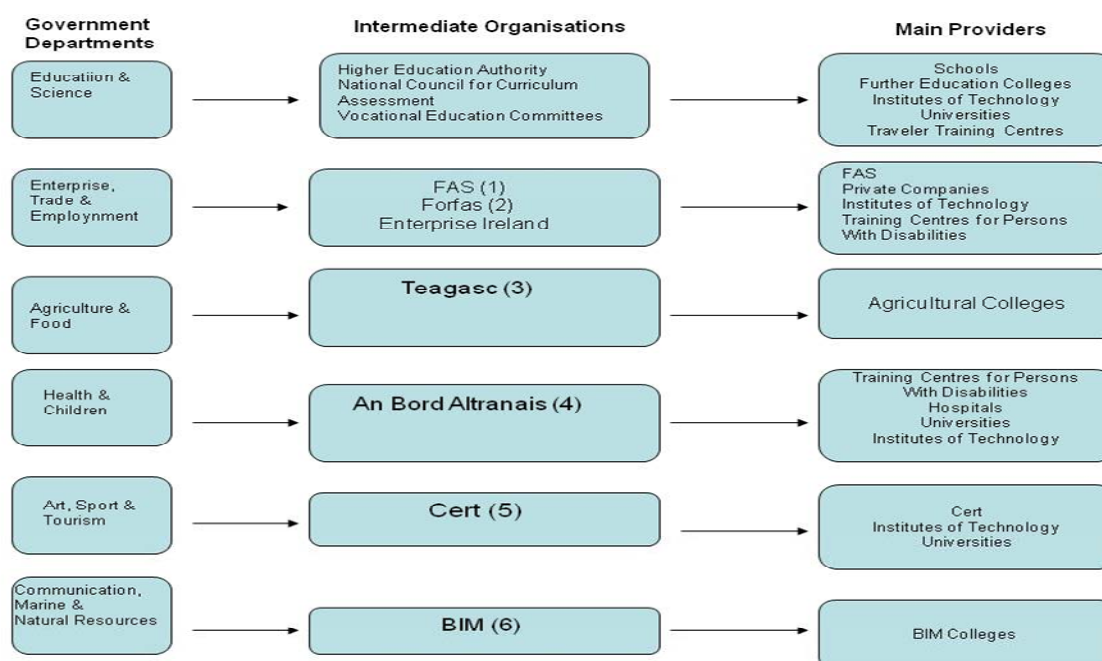 Government
Departments
Intermediate Organisations
Main Providers
Educatiion &
Science
Higher Education Authority
National Council for Curriculum
Assessment
Vocational Education Committees
Schools
Further Education Colleges
Institutes of Technology
Universities
Traveler Training Centres
Enterprise,
Trade &
Employnment
FAS (1)
Forfas (2)
Enterprise Ireland
FAS
Private Companies
Institutes of Technology
Training Centres for Persons
With Disabilities
Agriculture &
Food
Teagasc (3)
Agricultural Colleges
Health &
Children
An Bord Altranais (4)
Training Centres for Persons
With Disabilities
Hospitals
Universities
Institutes of Technology
Art, Sport &
Tourism
Cert (5)
Cert
Institutes of Technology
Universities
Communication,
Marine &
Natural Resources
BIM (6)
BIM Colleges